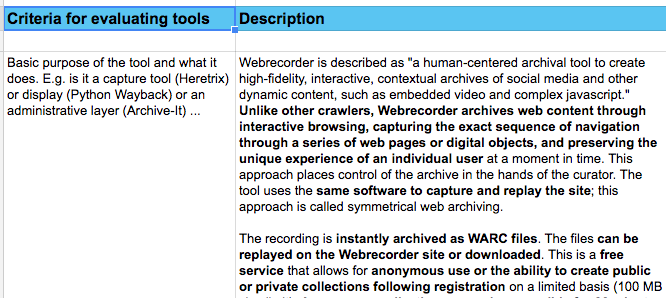 Criteria for evaluating tools
Description
Basic purpose of the tool and what it
does. E.g. is it a capture tool (Heretrix)
or display (Python Wayback) or an
administrative layer (Archive-It) ...
Webrecorder is described as "a human-centered archival tool to create
high-fidelity, interactive, contextual archives of social media and other
dynamic content, such as embedded video and complex javascript."
Unlike other crawlers, Webrecorder archives web content through
interactive browsing, capturing the exact sequence of navigation
through a series of web pages or digital objects, and preserving the
unique experience of an individual user at a moment in time. This
approach places control of the archive in the hands of the curator. The
tool uses the same software to capture and replay the site; this
approach is called symmetrical web archiving.
The recording is instantly archived as WARC files. The files can be
replayed on the Webrecorder site or downloaded. This is a free
service that allows for anonymous use or the ability to create public
or private collections following registration on a limited basis (100 MB